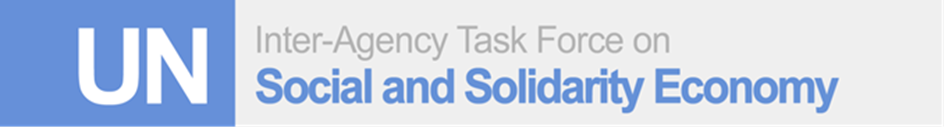 UN
Inter-Agency Task Force on
Social and Solidarity Economy